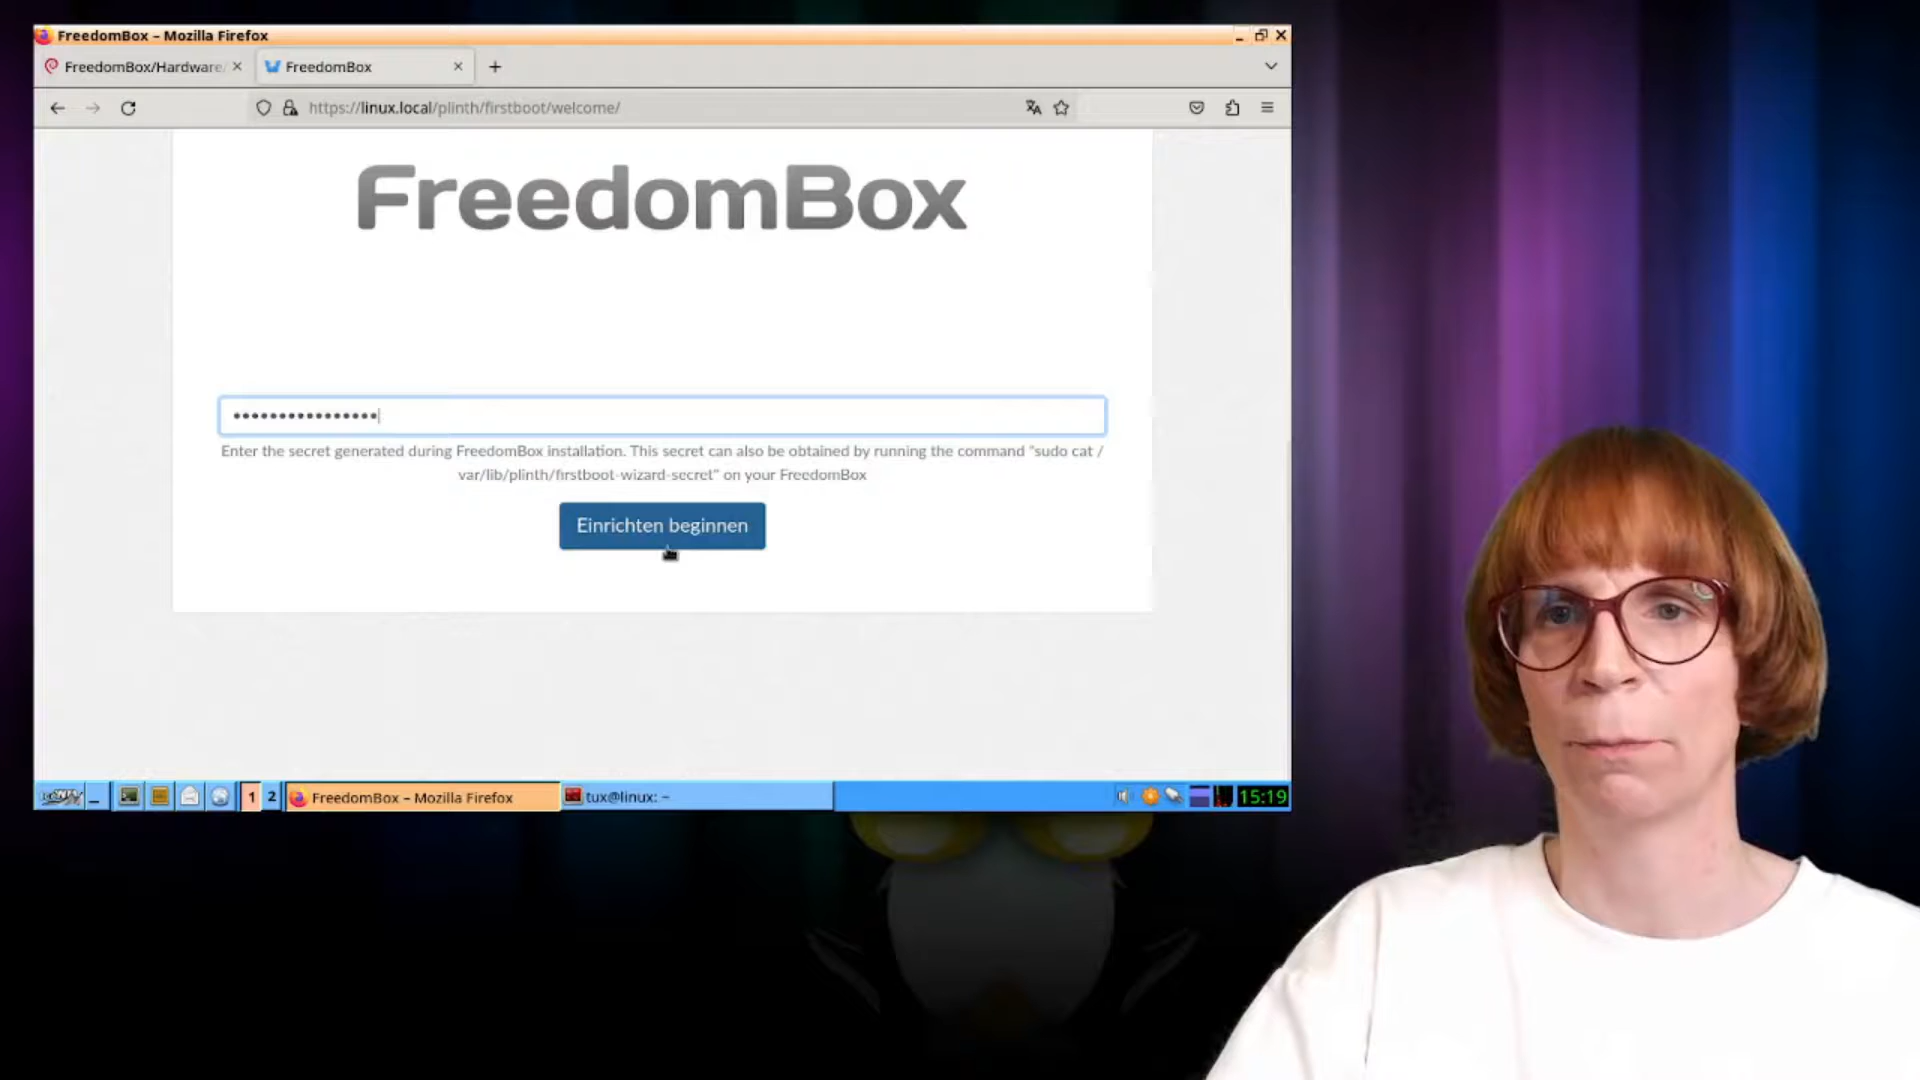 FreedomBox – Mozilla Firefox
FreedomBox/Hardware/
FreedomBox
https://linux.local/plinth/firstboot/welcome/
FreedomBox
Enter the secret generated during FreedomBox installation. This secret can also be obtained by running the command "sudo cat /
var/lib/plinth/firstboot-wizard-secret" on your FreedomBox
Einrichten beginnen
1 2 FreedomBox – Mozilla Firefox tux@linux: ~ 15:19